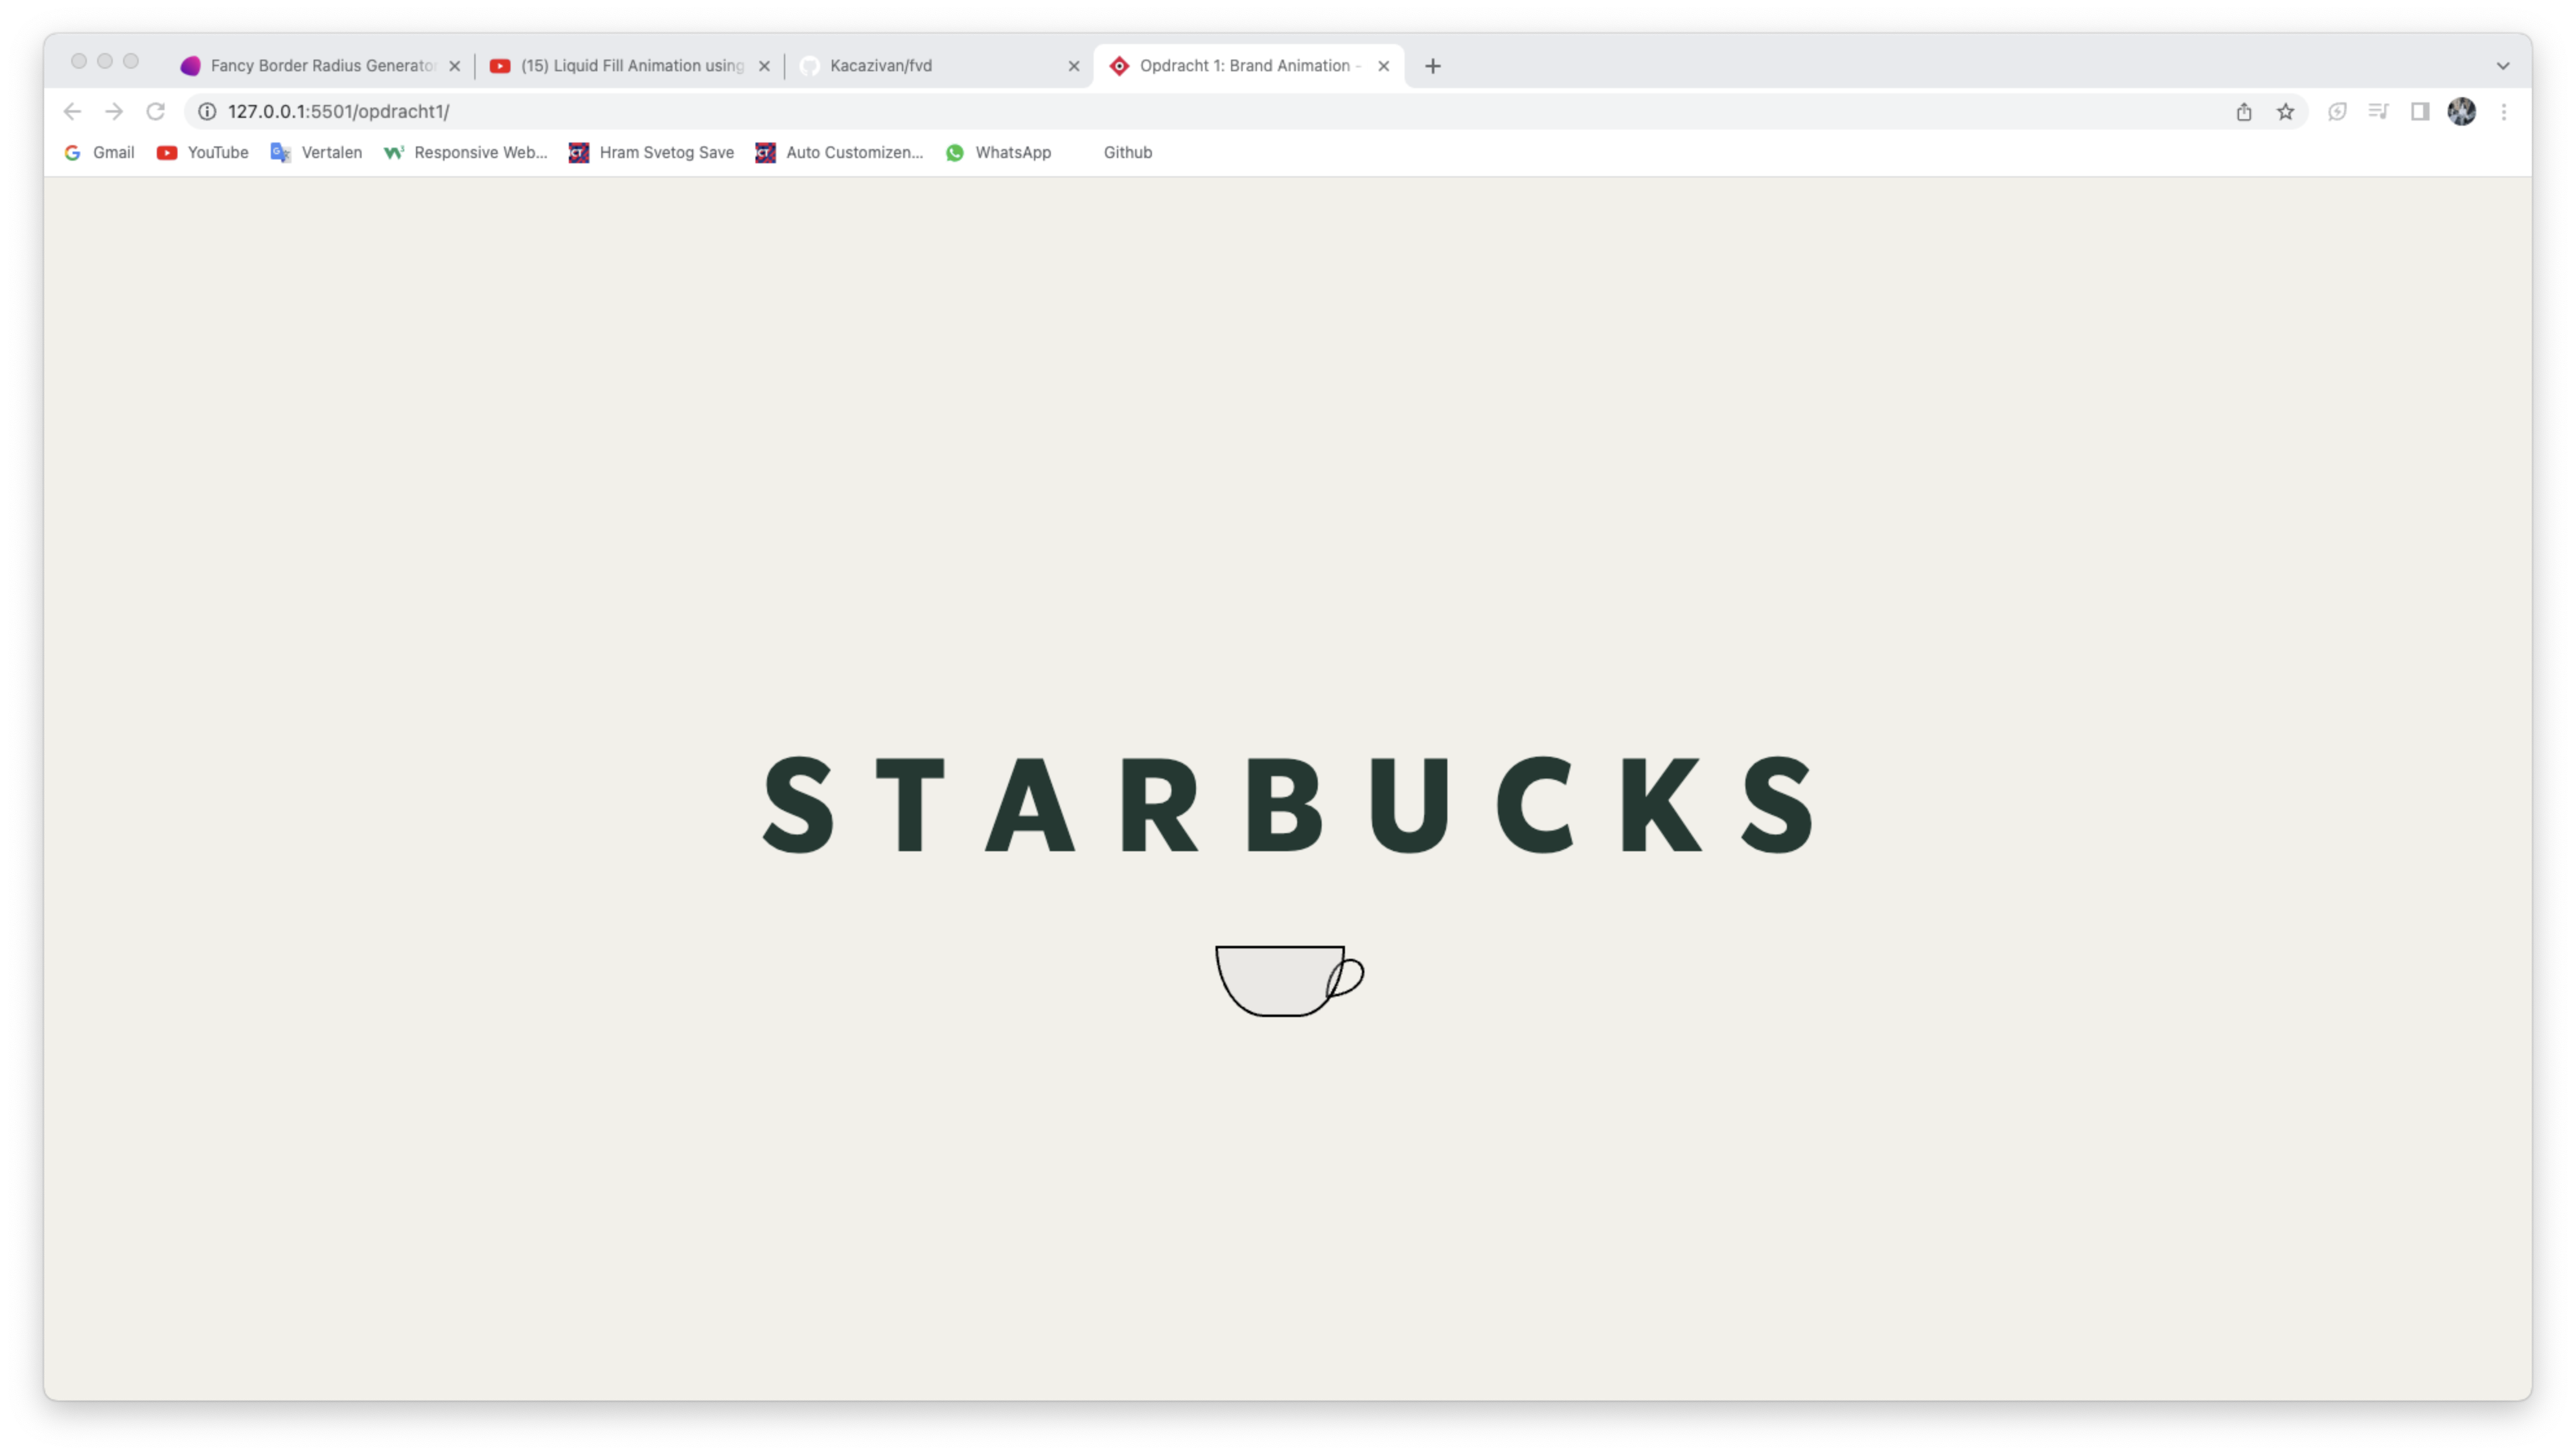 Fancy Border Radius Generator
(15) Liquid Fill Animation using
Kacazivan/fvd
Opdracht 1: Brand Animation -
127.0.0.1:5501/opdracht1/
Gmail
YouTube
Vertalen
Responsive Web...
Hram Svetog Save
Auto Customizen...
WhatsApp
Github
STARBUCKS